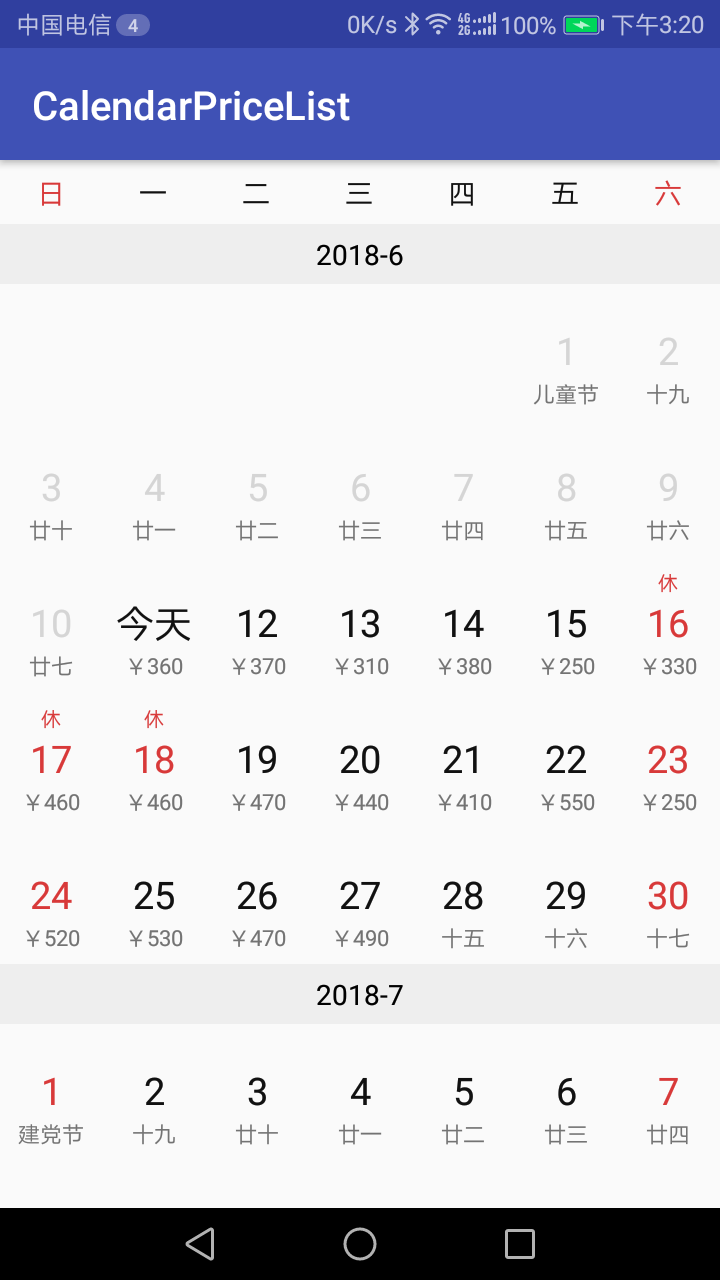 中国电信 4 0K/s 4G 2G 100% 下午3:20
CalendarPriceList
日 一 二 三 四 五 六
2018-6
1 2
儿童节 十九
3 4 5 6 7 8 9
廿十 廿一 廿二 廿三 廿四 廿五 廿六
休
10 今天 12 13 14 15 16
廿七 ￥360 ￥370 ￥310 ￥380 ￥250 ￥330
休 休
17 18 19 20 21 22 23
￥460 ￥460 ￥470 ￥440 ￥410 ￥550 ￥250
24 25 26 27 28 29 30
￥520 ￥530 ￥470 ￥490 十五 十六 十七
2018-7
1 2 3 4 5 6 7
建党节 十九 廿十 廿一 廿二 廿三 廿四